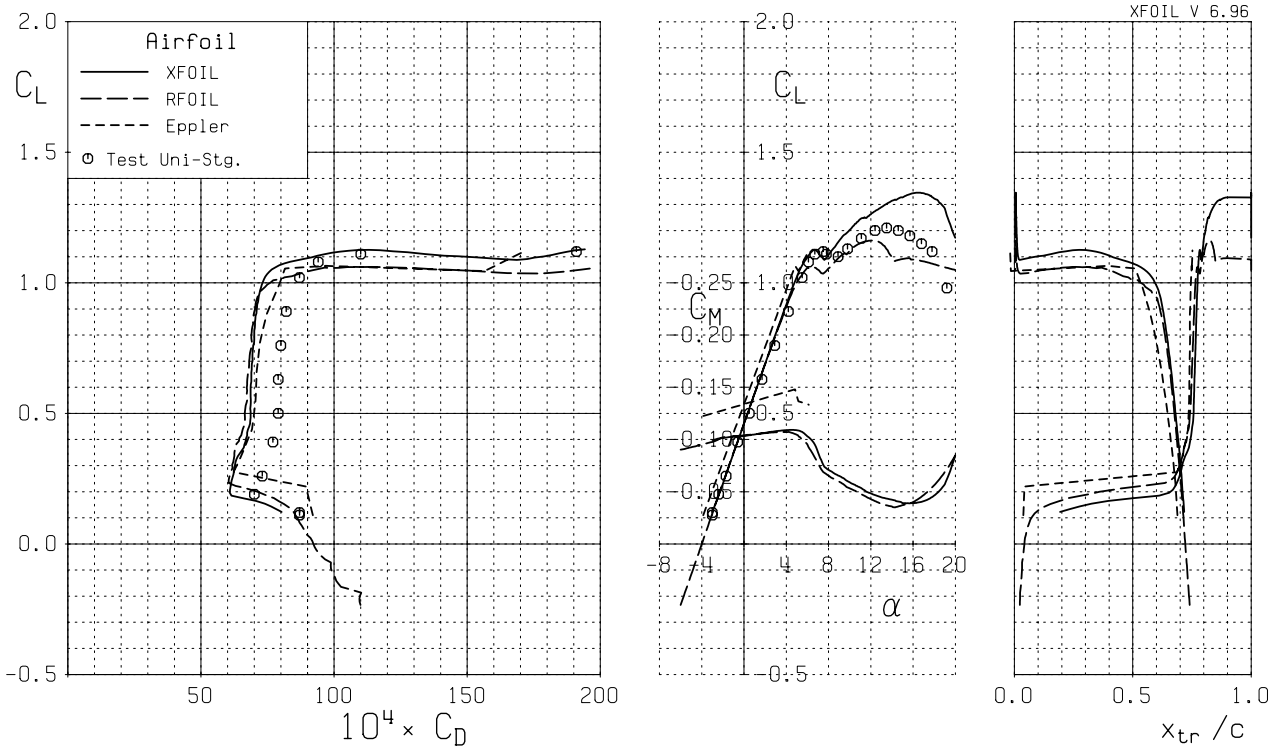 XFOIL V 6.96
2.0
C_L
1.5
1.0
0.5
0.0
-0.5
Airfoil
XFOIL
RFOIL
Eppler
Test Uni-Stg.
50
100
150
200
10^4 × C_D
2.0
C_L
1.5
-0.25
1.0
C_M
-0.20
-0.15
0.5
-0.10
-0.05
-8
-4
4
8
12
16
20
α
-0.5
0.0
0.5
1.0
x_tr /c